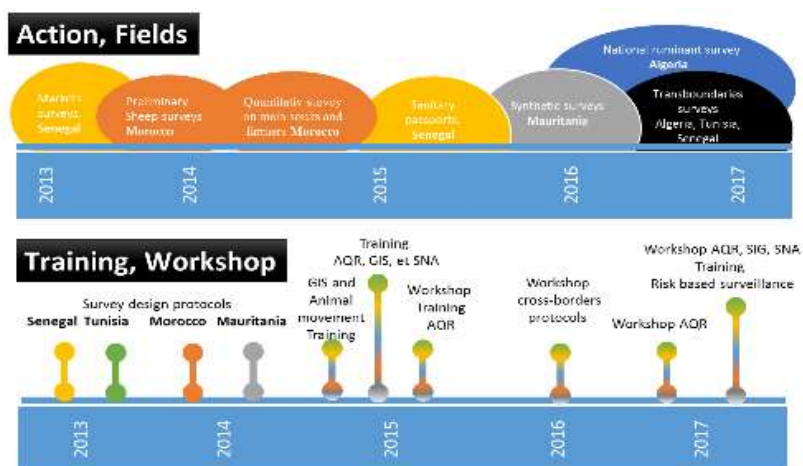 Action, Fields
National ruminant survey
Algeria
Markets
surveys,
Senegal
Preliminary
Sheep surveys
Morocco
Quantitativ survey
on main souks and
farmers Morocco
Sanitary
passports,
Senegal
Synthetic surveys
Mauritania
Transboundaries
surveys
Algeria, Tunisia,
Senegal
2013
2014
2015
2016
2017
Training, Workshop
Survey design protocols
Senegal Tunisia Morocco Mauritania
GIS and
Animal
movement
Training
Training
AQR, GIS, et SNA
Workshop
Training
AQR
Workshop
cross-borders
protocols
Workshop AQR
Workshop AQR, SIG, SNA
Training
Risk based surveillance
2013
2014
2015
2016
2017